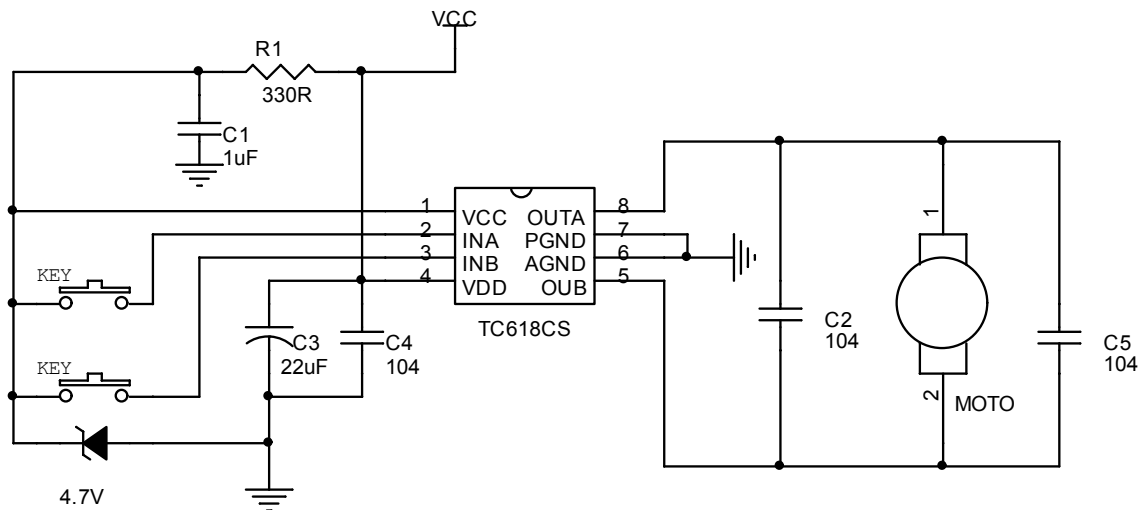 VCC
R1
330R
C1
1uF
1 VCC OUTA 8
2 INA PGND 7
3 INB AGND 6
4 VDD OUB 5
TC618CS
KEY
KEY
C3
22uF
C4
104
4.7V
C2
104
1
2
MOTO
C5
104